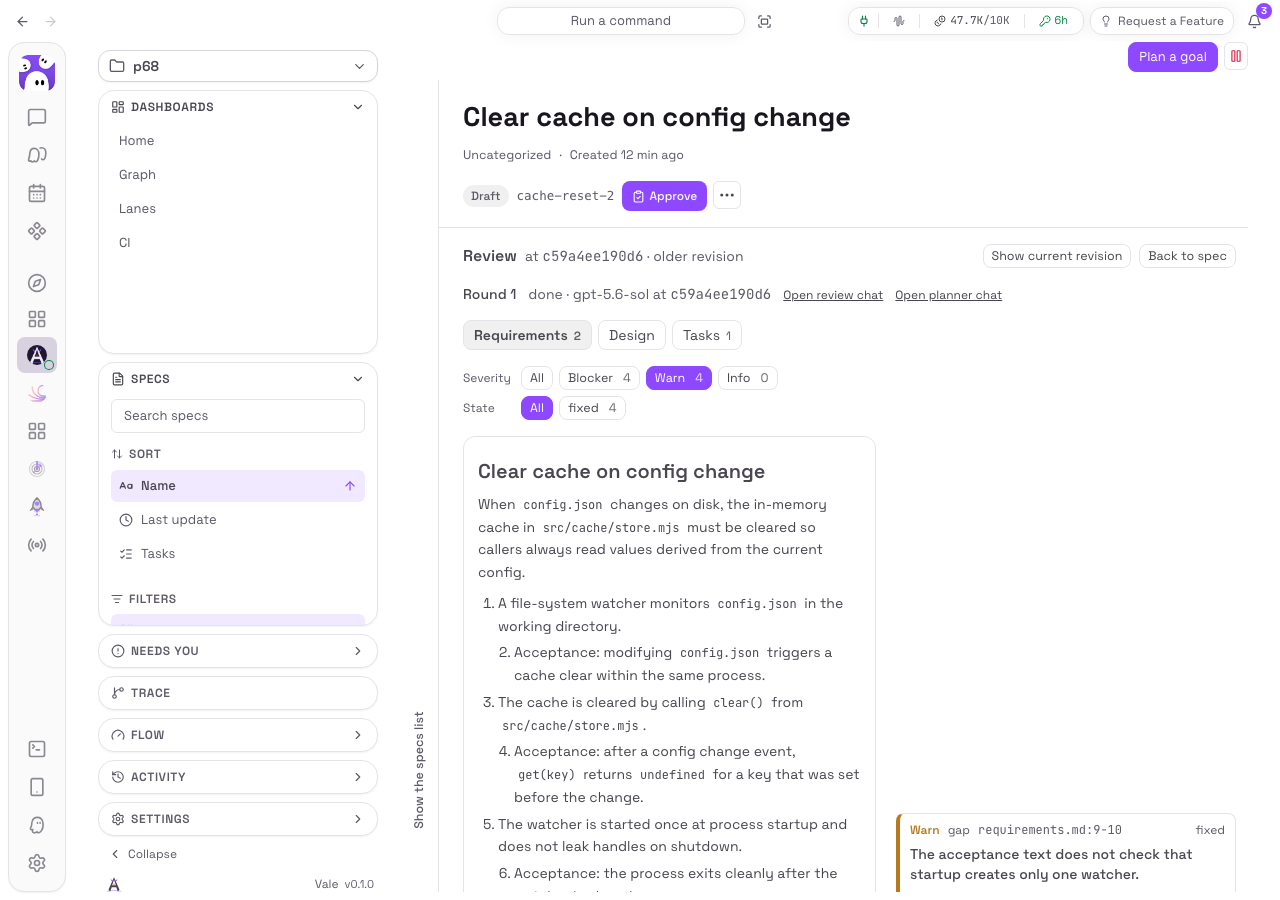 Run a command
47.7K/10K
6h
Request a Feature
3
p68
Plan a goal
DASHBOARDS
Home
Graph
Lanes
CI
Clear cache on config change
Uncategorized · Created 12 min ago
Draft cache-reset-2 Approve
Review at c59a4ee190d6 · older revision
Show current revision
Back to spec
Round 1 done · gpt-5.6-sol at c59a4ee190d6 Open review chat Open planner chat
Requirements 2 Design Tasks 1
Severity All Blocker 4 Warn 4 Info 0
State All fixed 4
SPECS
Search specs
SORT
Aa Name
Last update
Tasks
FILTERS
NEEDS YOU
TRACE
FLOW
ACTIVITY
SETTINGS
Collapse
Vale v0.1.0
Show the specs list
Clear cache on config change
When config.json changes on disk, the in-memory
cache in src/cache/store.mjs must be cleared so
callers always read values derived from the current
config.
1. A file-system watcher monitors config.json in the
working directory.
2. Acceptance: modifying config.json triggers a
cache clear within the same process.
3. The cache is cleared by calling clear() from
src/cache/store.mjs.
4. Acceptance: after a config change event,
get(key) returns undefined for a key that was set
before the change.
5. The watcher is started once at process startup and
does not leak handles on shutdown.
6. Acceptance: the process exits cleanly after the
Warn gap requirements.md:9-10 fixed
The acceptance text does not check that
startup creates only one watcher.